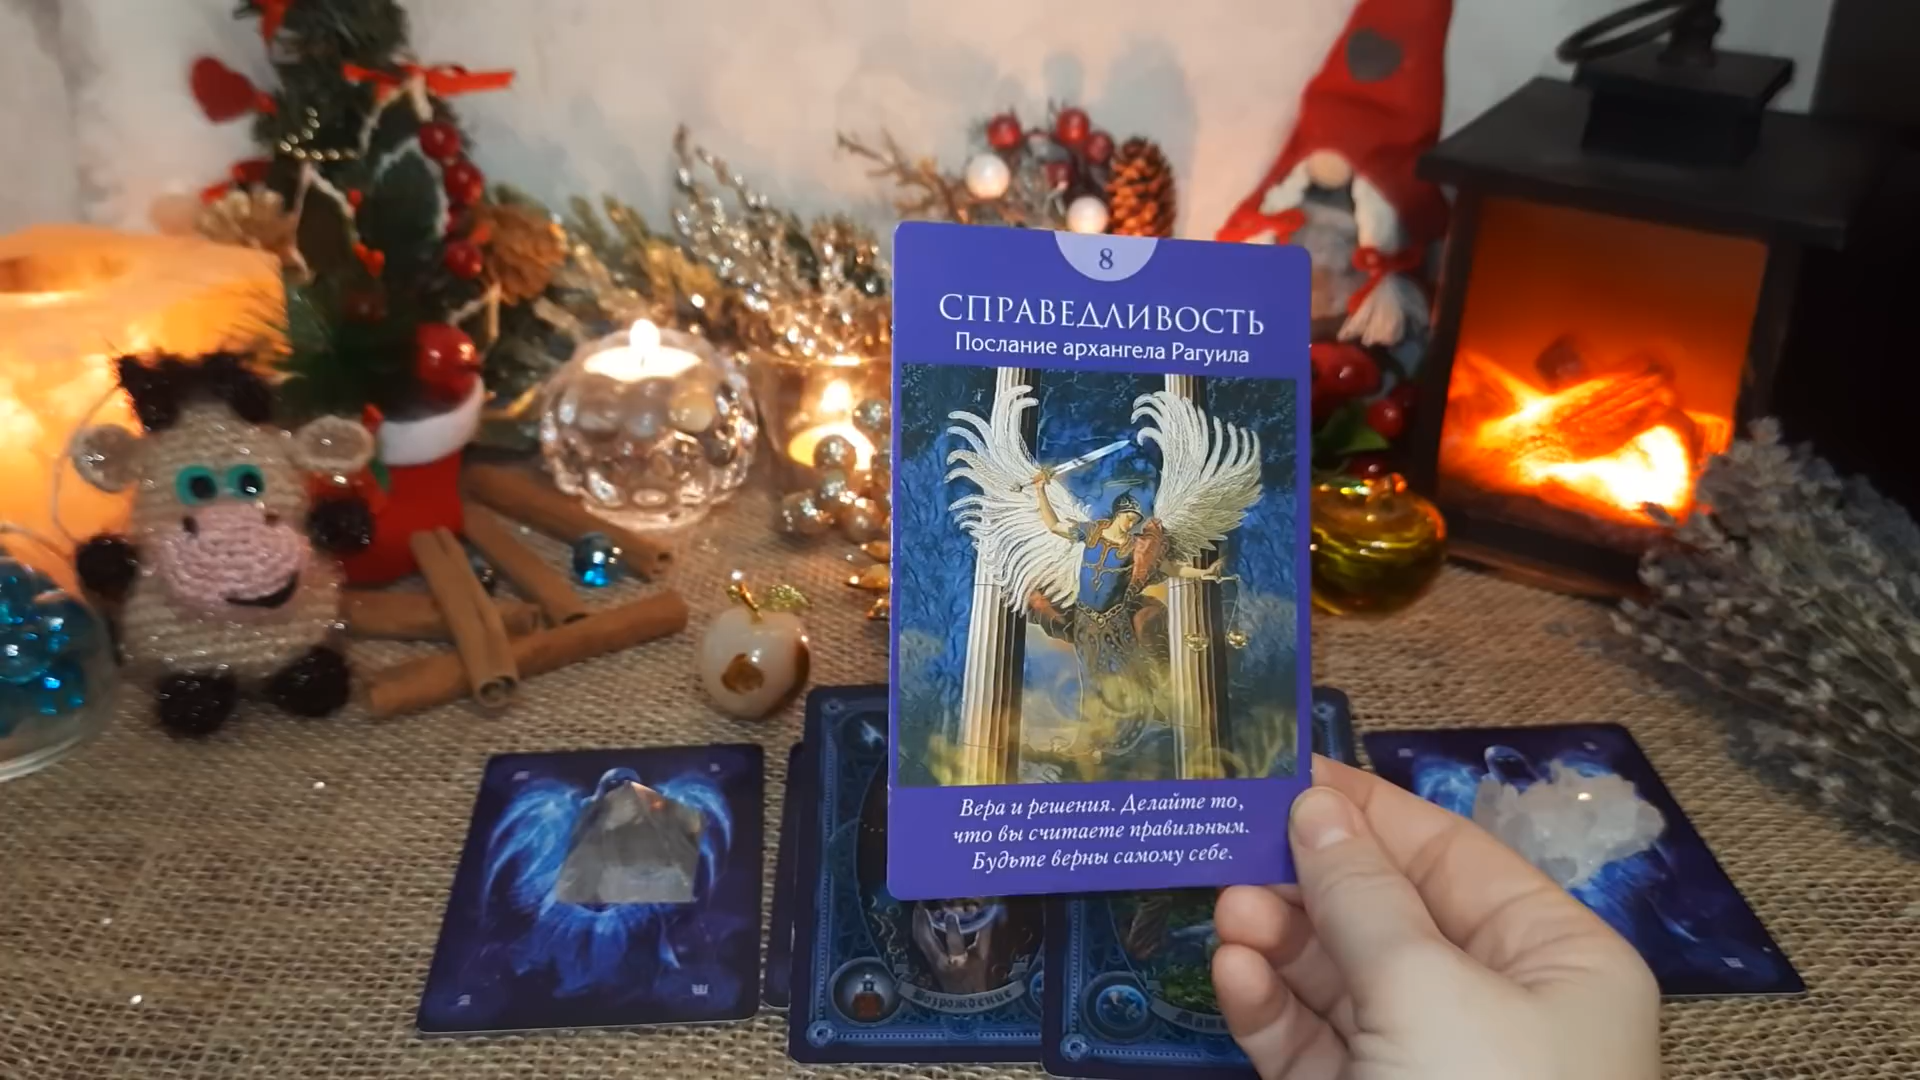 8
СПРАВЕДЛИВОСТЬ
Послание архангела Рагуила
Вера и решения. Делайте то,
что вы считаете правильным.
Будьте верны самому себе.
Возрождение